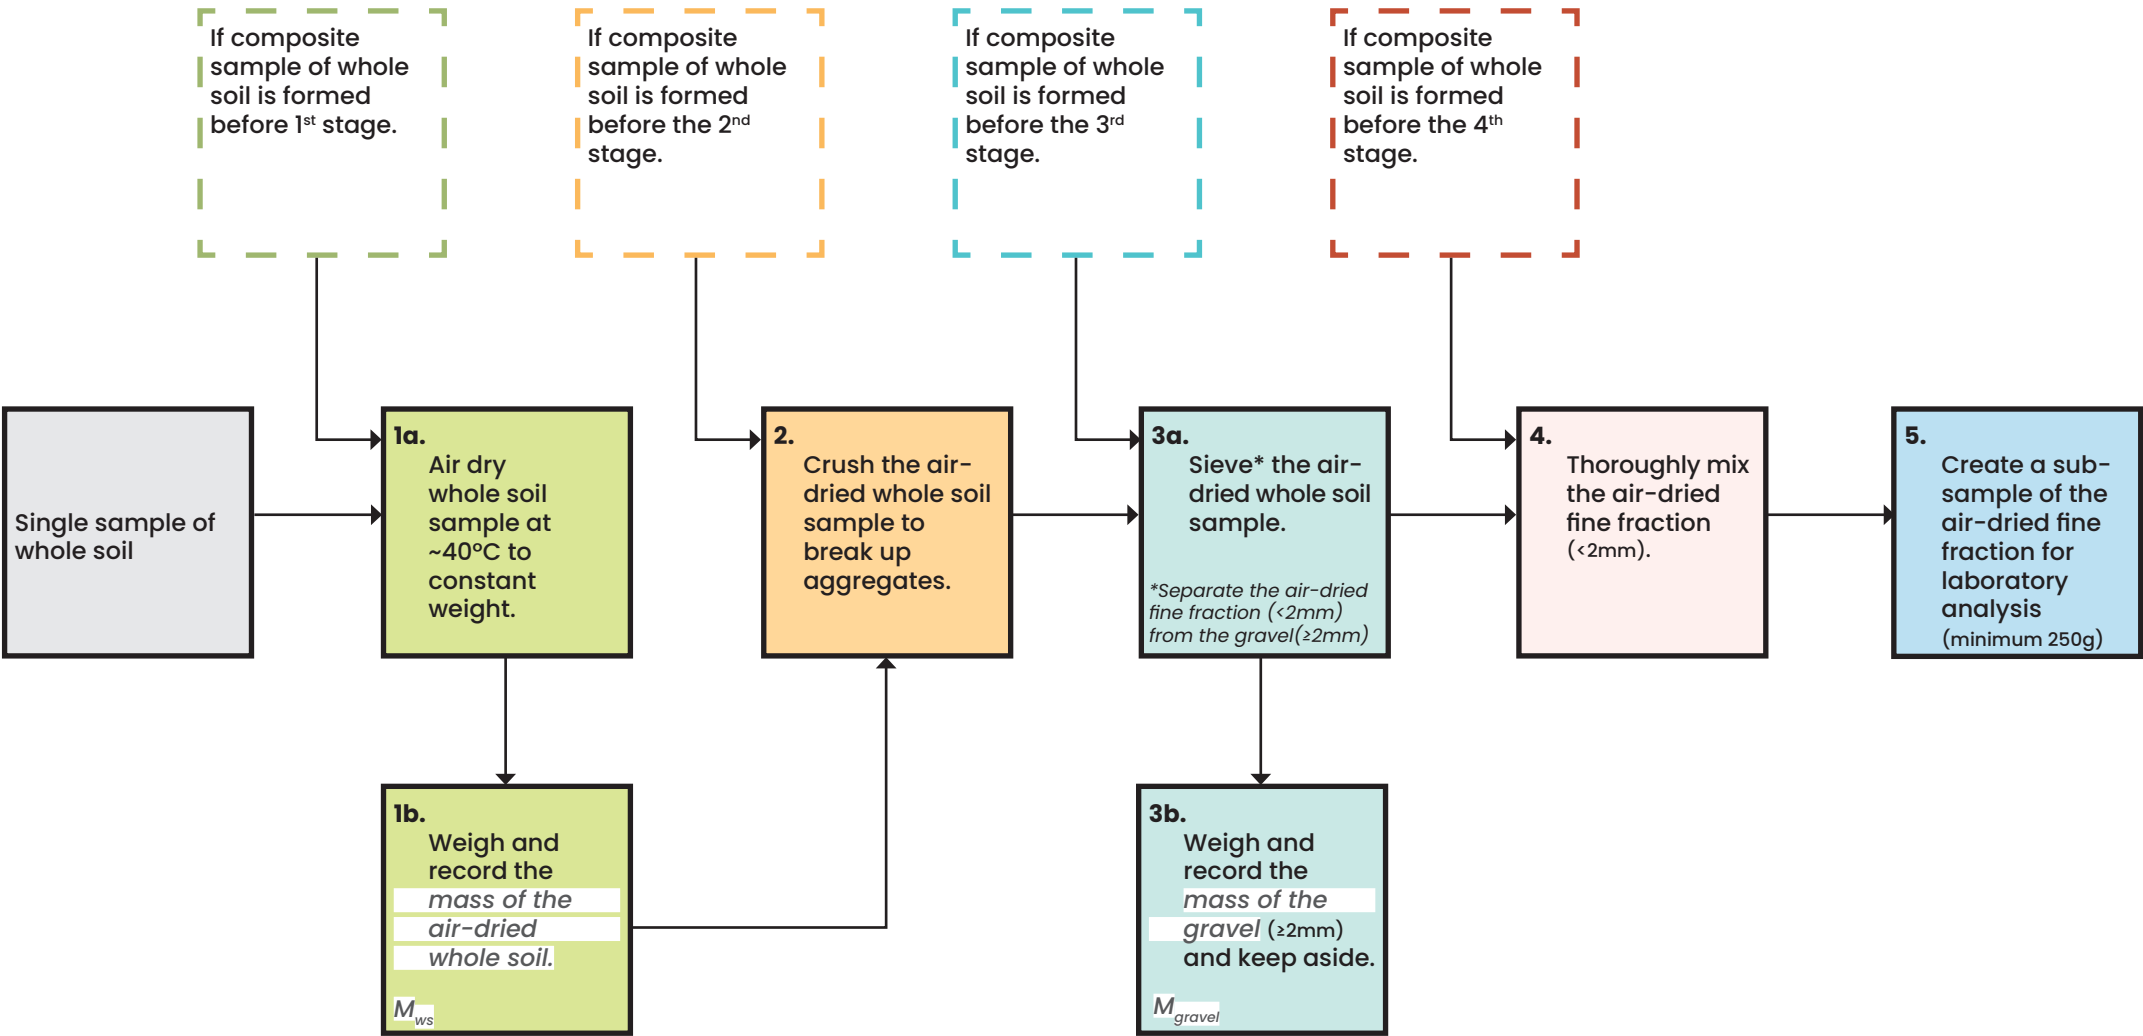 If composite
sample of whole
soil is formed
before 1st stage.
If composite
sample of whole
soil is formed
before the 2nd
stage.
If composite
sample of whole
soil is formed
before the 3rd
stage.
If composite
sample of whole
soil is formed
before the 4th
stage.
Single sample of
whole soil
1a.
Air dry
whole soil
sample at
~40°C to
constant
weight.
2.
Crush the air-
dried whole soil
sample to
break up
aggregates.
3a.
Sieve* the air-
dried whole soil
sample.
*Separate the air-dried
fine fraction (<2mm)
from the gravel(≥2mm)
4.
Thoroughly mix
the air-dried
fine fraction
(<2mm).
5.
Create a sub-
sample of the
air-dried fine
fraction for
laboratory
analysis
(minimum 250g)
1b.
Weigh and
record the
mass of the
air-dried
whole soil.
Mws
3b.
Weigh and
record the
mass of the
gravel (≥2mm)
and keep aside.
Mgravel